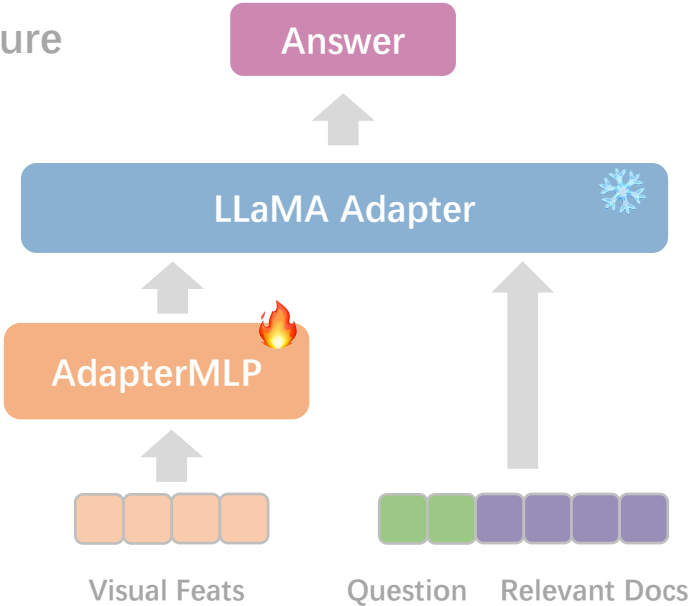 ure
Answer
LLaMA Adapter
AdapterMLP
Visual Feats
Question
Relevant Docs